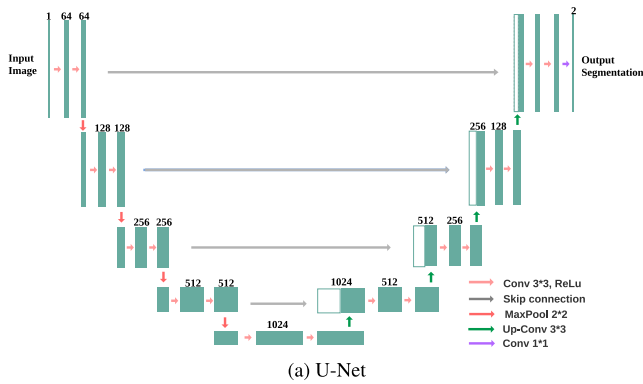 1 64 64
2
Input
Image
Output
Segmentation
128 128
256 128
256 256
512 256
512 512
1024 512
1024
Conv 3*3, ReLu
Skip connection
MaxPool 2*2
Up-Conv 3*3
Conv 1*1
(a) U-Net